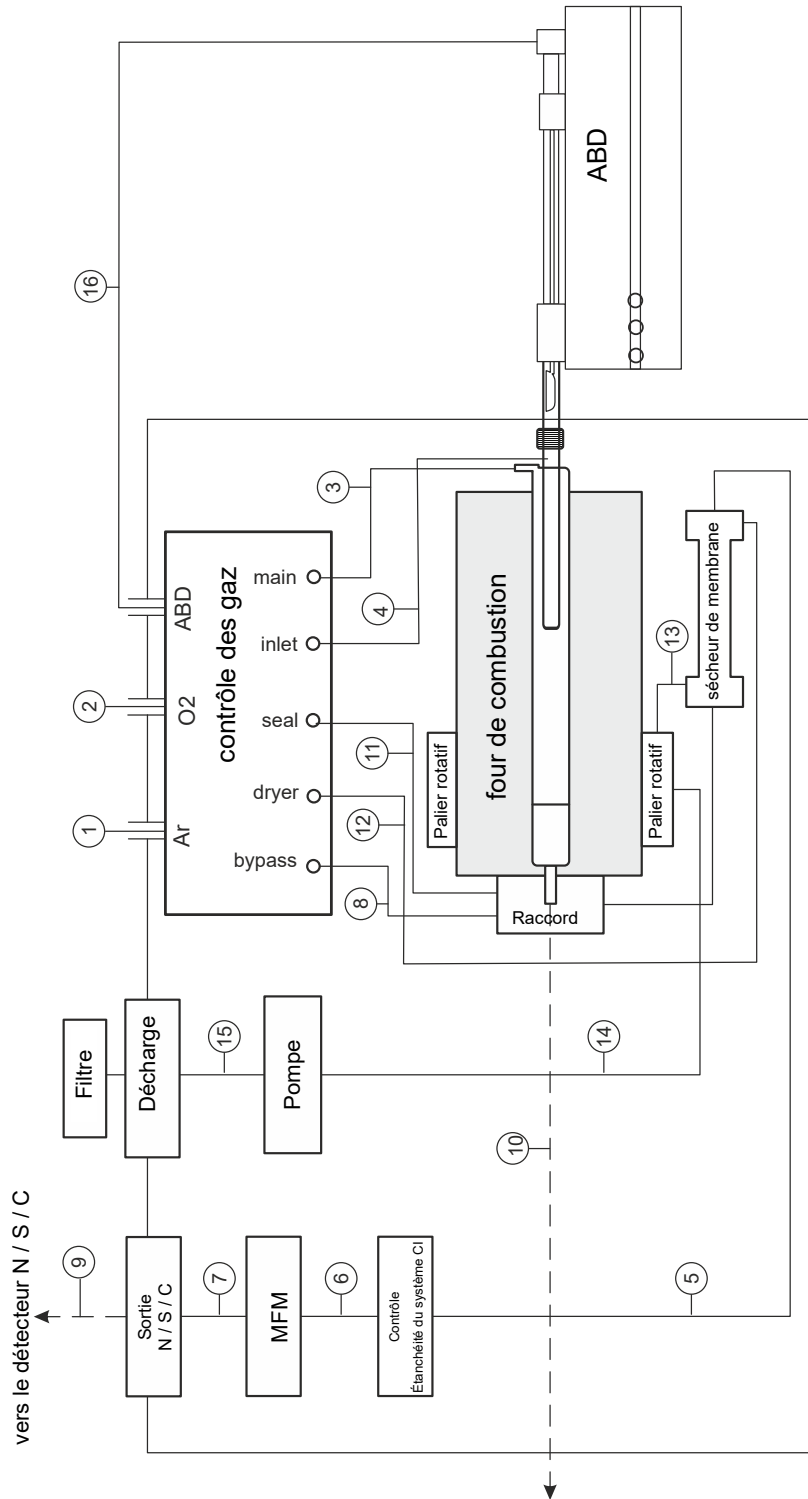 vers le détecteur N / S / C
9
Sortie
N / S / C
7
MFM
6
Contrôle
Étanchéité du système Cl
5
Filtre
Décharge
15
Pompe
14
10
1
2
16
Ar
O2
ABD
contrôle des gaz
bypass
dryer
seal
inlet
main
8
12
11
4
3
Raccord
Palier rotatif
four de combustion
Palier rotatif
13
sécheur de membrane
ABD